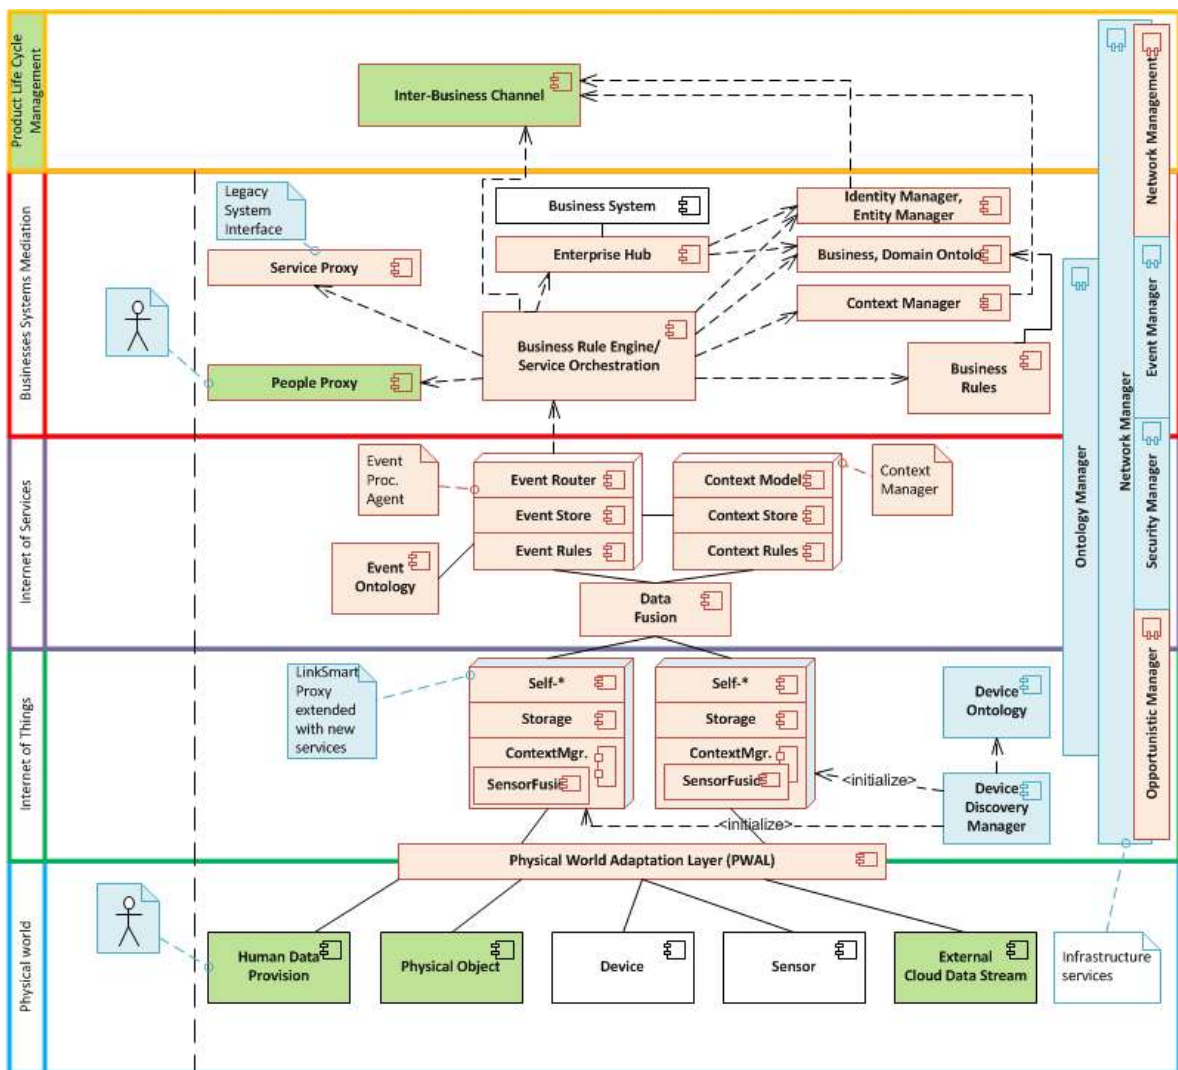 Product Life Cycle
Management
Inter-Business Channel
Network Management
Businesses Systems Mediation
Legacy
System
Interface
Business System
Identity Manager,
Entity Manager
Service Proxy
Enterprise Hub
Business, Domain Ontolo
Context Manager
Business Rule Engine/
Service Orchestration
People Proxy
Business
Rules
Event Manager
Network Manager
Ontology Manager
Security Manager
Internet of Services
Event
Proc.
Agent
Event Router
Event Store
Event Rules
Context Model
Context Store
Context Rules
Context
Manager
Event
Ontology
Data
Fusion
Internet of Things
LinkSmart
Proxy
extended
with new
services
Self-*
Storage
ContextMgr.
SensorFusio
Self-*
Storage
ContextMgr.
SensorFusio
Device
Ontology
<initialize>
<initialize>
Device
Discovery
Manager
Opportunistic Manager
Physical World Adaptation Layer (PWAL)
Physical world
Human Data
Provision
Physical Object
Device
Sensor
External
Cloud Data Stream
Infrastructure
services